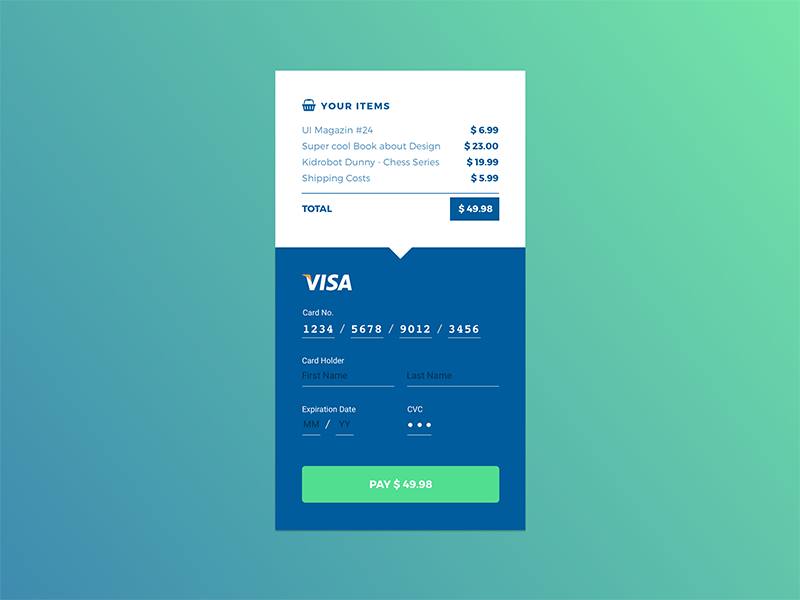 YOUR ITEMS
UI Magazin #24 $ 6.99
Super cool Book about Design $ 23.00
Kidrobot Dunny - Chess Series $ 19.99
Shipping Costs $ 5.99
TOTAL $ 49.98
VISA
Card No.
1234 / 5678 / 9012 / 3456
Card Holder
First Name Last Name
Expiration Date CVC
MM / YY • • •
PAY $ 49.98